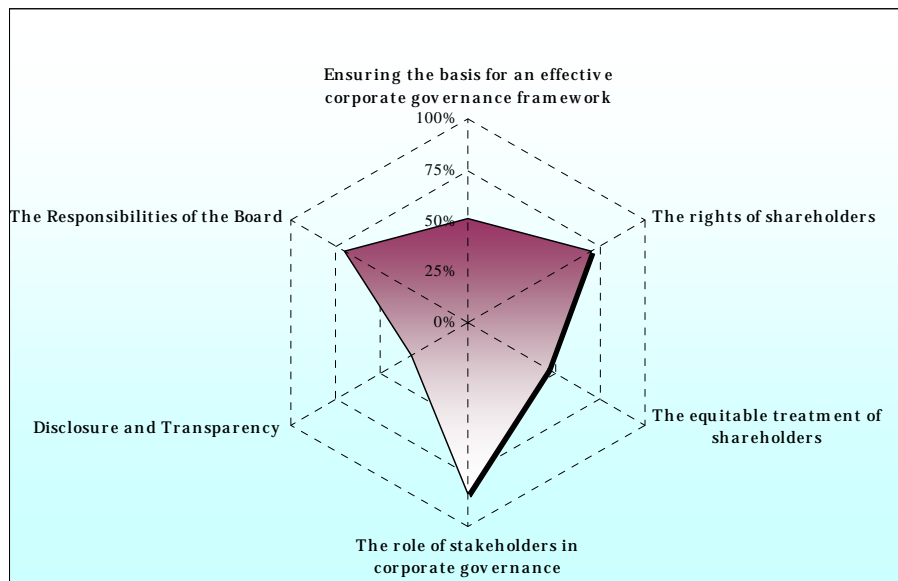 Ensuring the basis for an effective
corporate governance framework
100%
75%
The Responsibilities of the Board
50%
The rights of shareholders
25%
0%
Disclosure and Transparency
The equitable treatment of
shareholders
The role of stakeholders in
corporate governance